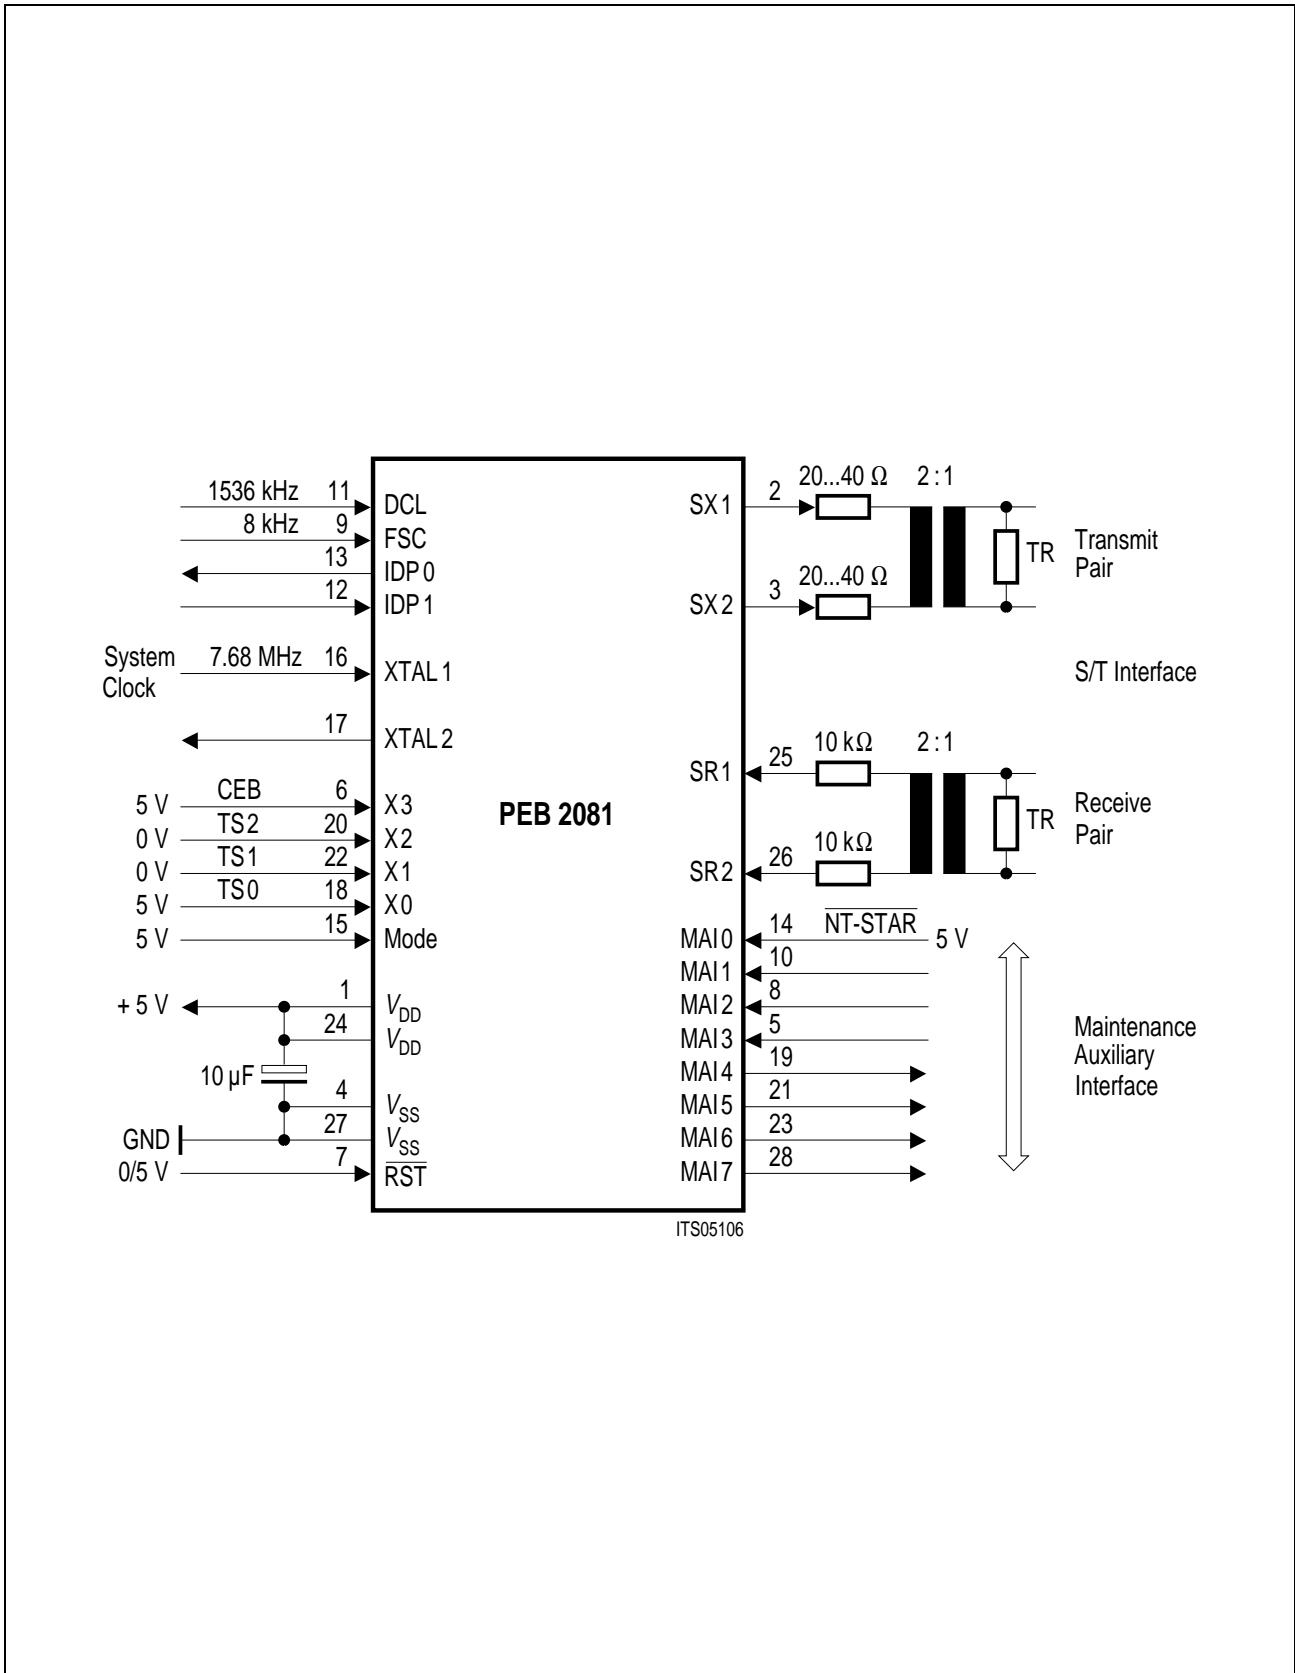 1536 kHz 11 DCL
8 kHz 9 FSC
13 IDP0
12 IDP1
System Clock 7.68 MHz 16 XTAL1
17 XTAL2
5 V CEB 6 X3
0 V TS2 20 X2
0 V TS1 22 X1
5 V TS0 18 X0
5 V 15 Mode
+ 5 V 1 VDD
24 VDD
10 µF
4 VSS
GND 27 VSS
0/5 V 7 R̅S̅T̅
PEB 2081
SX1 2 20...40 Ω 2 : 1
TR Transmit
Pair
SX2 3 20...40 Ω
S/T Interface
SR1 25 10 kΩ 2 : 1
TR Receive
Pair
SR2 26 10 kΩ
MAI0 14 N̅T̅-̅S̅T̅A̅R̅ 5 V
MAI1 10
MAI2 8
MAI3 5
MAI4 19
MAI5 21
MAI6 23
MAI7 28
Maintenance
Auxiliary
Interface
ITS05106